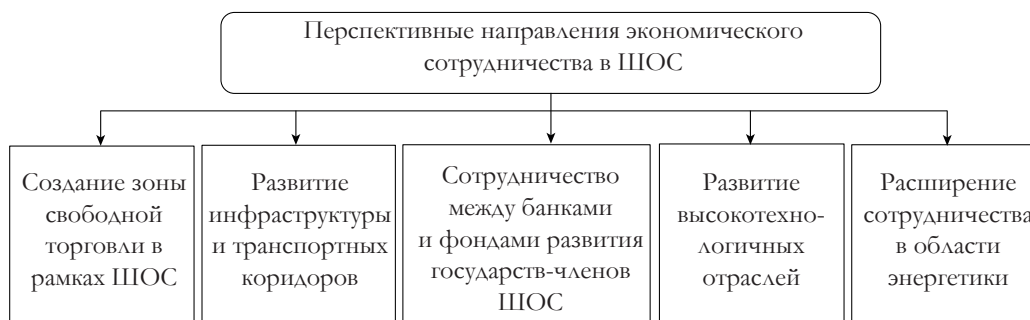 Перспективные направления экономического
сотрудничества в ШОС
Создание зоны
свободной
торговли в
рамках ШОС
Развитие
инфраструктуры
и транспортных
коридоров
Сотрудничество
между банками
и фондами развития
государств-членов
ШОС
Развитие
высокотехно-
логичных
отраслей
Расширение
сотрудничества
в области
энергетики